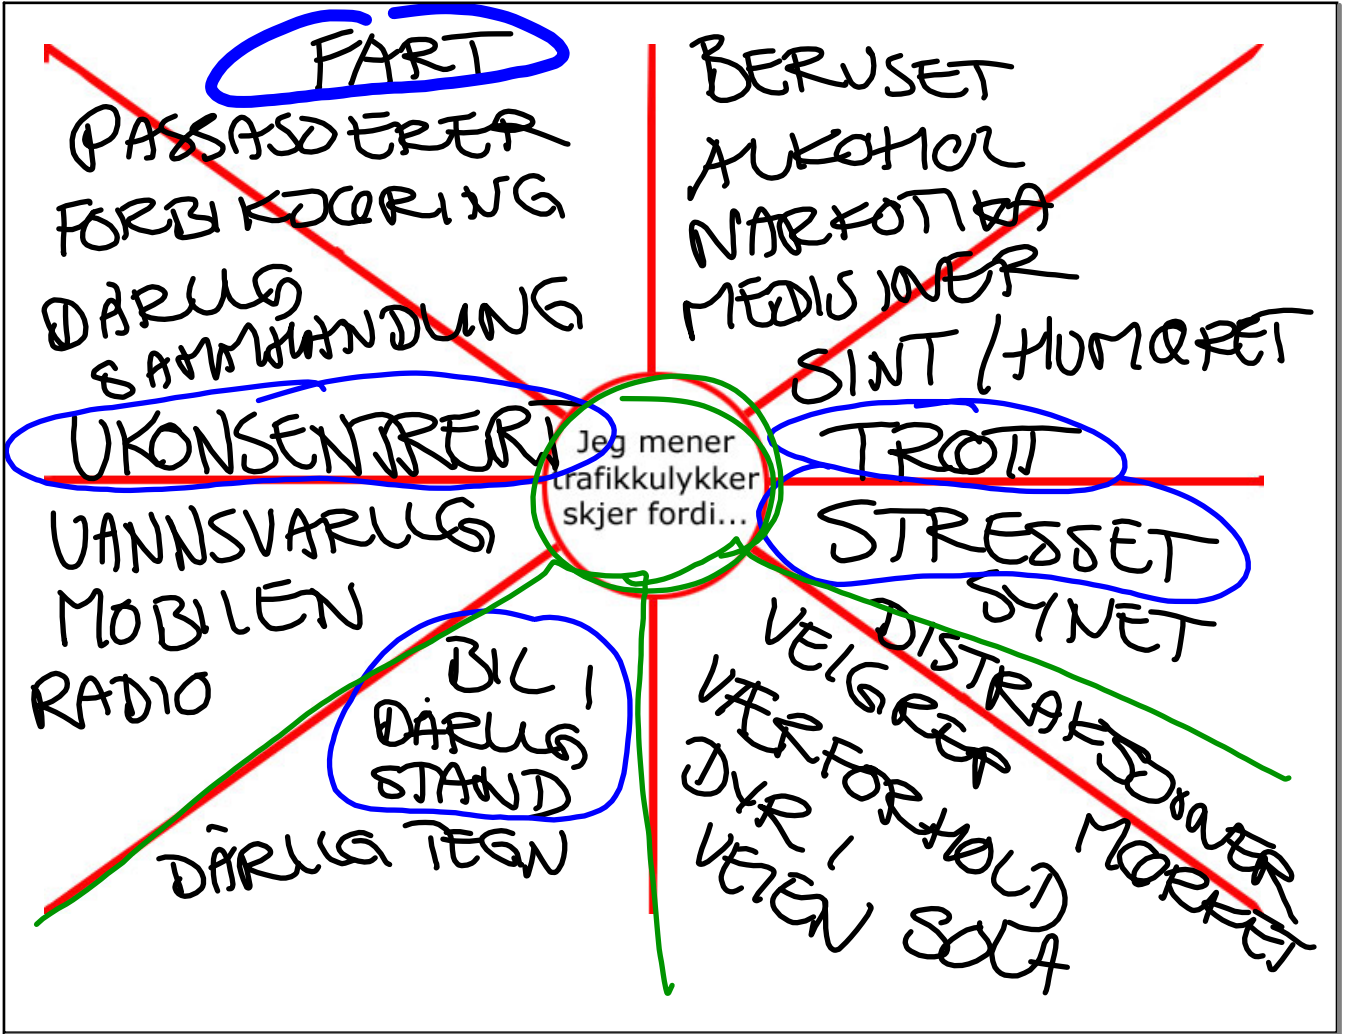 FART
PASSASJERER
FORBIKJØRING
DÅRLIG
SAMHANDLING
UKONSENTRERT
UANNSVARLIG
MOBILEN
RADIO
BIL I
DÅRLIG
STAND
DÅRLIG TEGN
Jeg mener
trafikkulykker
skjer fordi...
BERUSET
ALKOHOL
NARKOTIKA
MEDISINER
SINT / HUMØRET
TRØTT
STRESSET
SYNET
DISTRAKSJONER
MØRKET
VEIGREP
VÆRFORHOLD
DYR I
VEIEN
SOLA